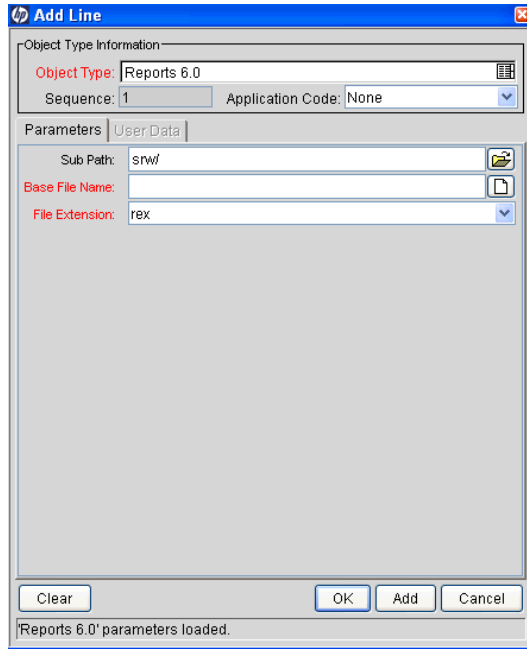 hp Add Line
Object Type Information
Object Type: Reports 6.0
Sequence: 1 Application Code: None
Parameters User Data
Sub Path: srw/
Base File Name:
File Extension: rex
Clear OK Add Cancel
'Reports 6.0' parameters loaded.